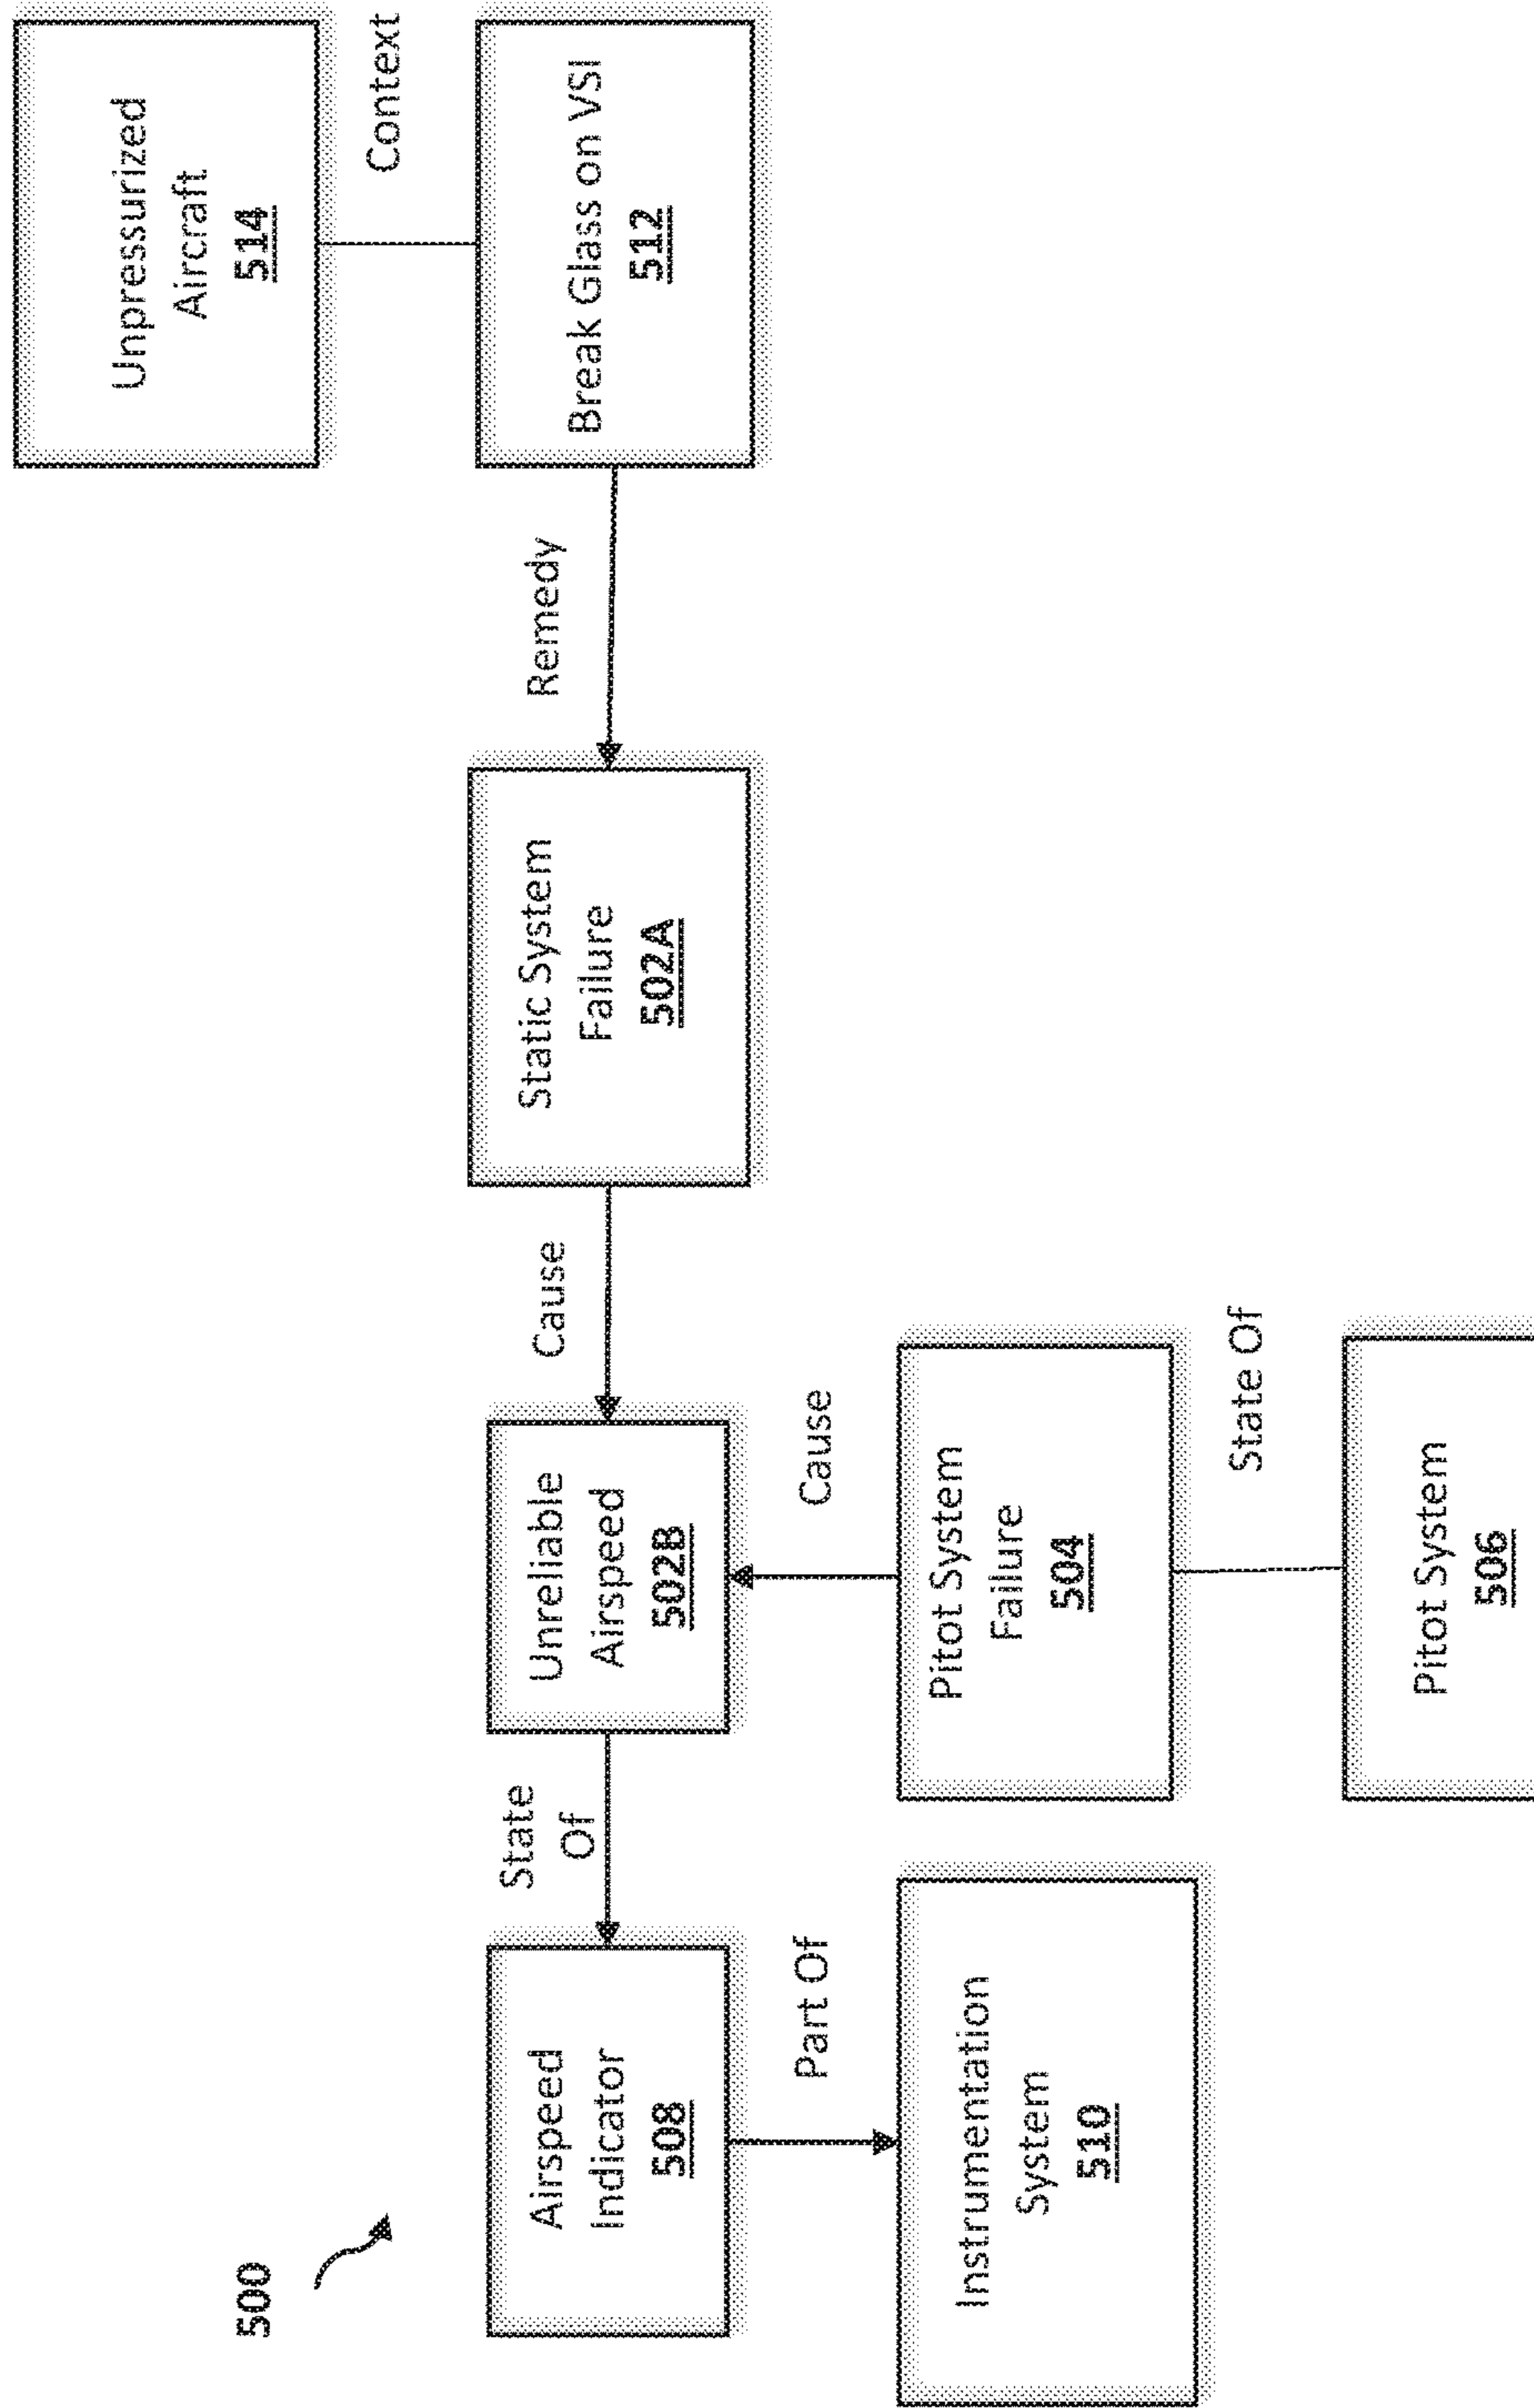 500
Unpressurized
Aircraft
514
Context
Airspeed
Indicator
508
State
Of
Unreliable
Airspeed
502B
Cause
Static System
Failure
502A
Remedy
Break Glass on VSI
512
Part Of
Cause
Instrumentation
System
510
Pitot System
Failure
504
State Of
Pitot System
506